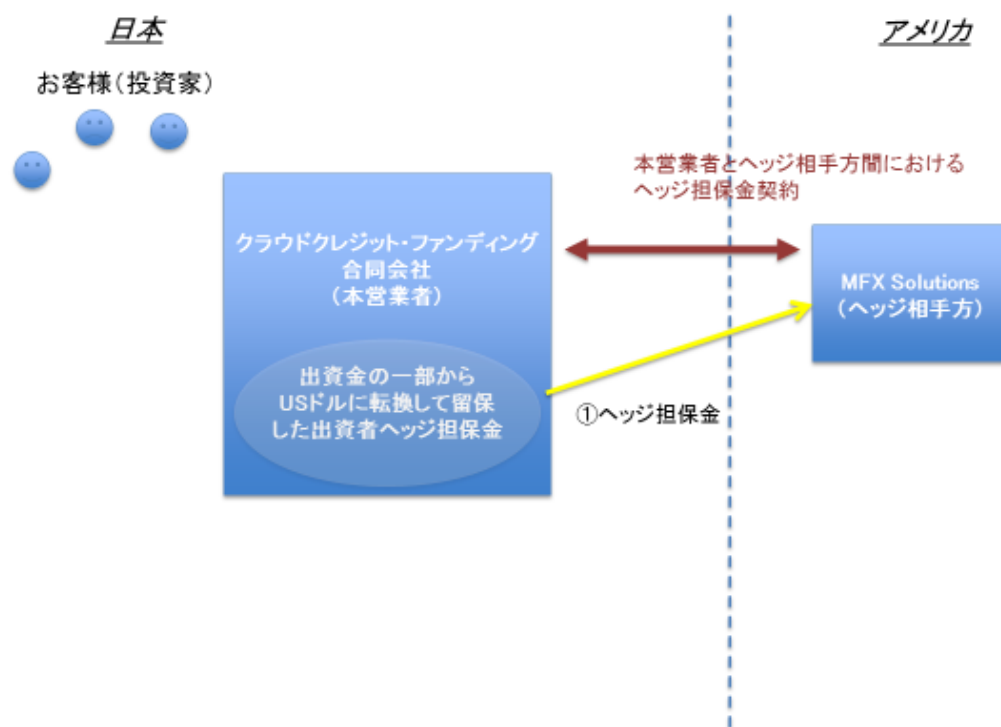 日本
アメリカ
お客様（投資家）
本営業者とヘッジ相手方間における
ヘッジ担保金契約
クラウドクレジット・ファンディング
合同会社
（本営業者）
MFX Solutions
（ヘッジ相手方）
出資金の一部から
USドルに転換して留保
した出資者ヘッジ担保金
①ヘッジ担保金